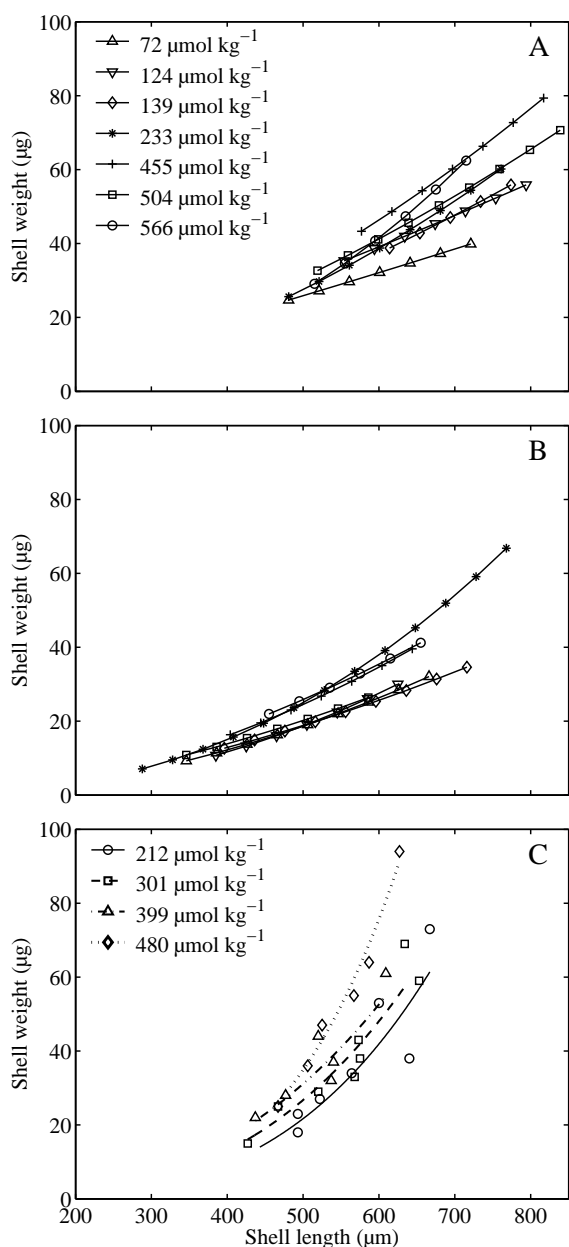 100
80
60
40
20
0
Shell weight (µg)
A
72 µmol kg⁻¹
124 µmol kg⁻¹
139 µmol kg⁻¹
233 µmol kg⁻¹
455 µmol kg⁻¹
504 µmol kg⁻¹
566 µmol kg⁻¹
100
80
60
40
20
0
Shell weight (µg)
B
100
80
60
40
20
0
Shell weight (µg)
C
212 µmol kg⁻¹
301 µmol kg⁻¹
399 µmol kg⁻¹
480 µmol kg⁻¹
200 300 400 500 600 700 800
Shell length (µm)